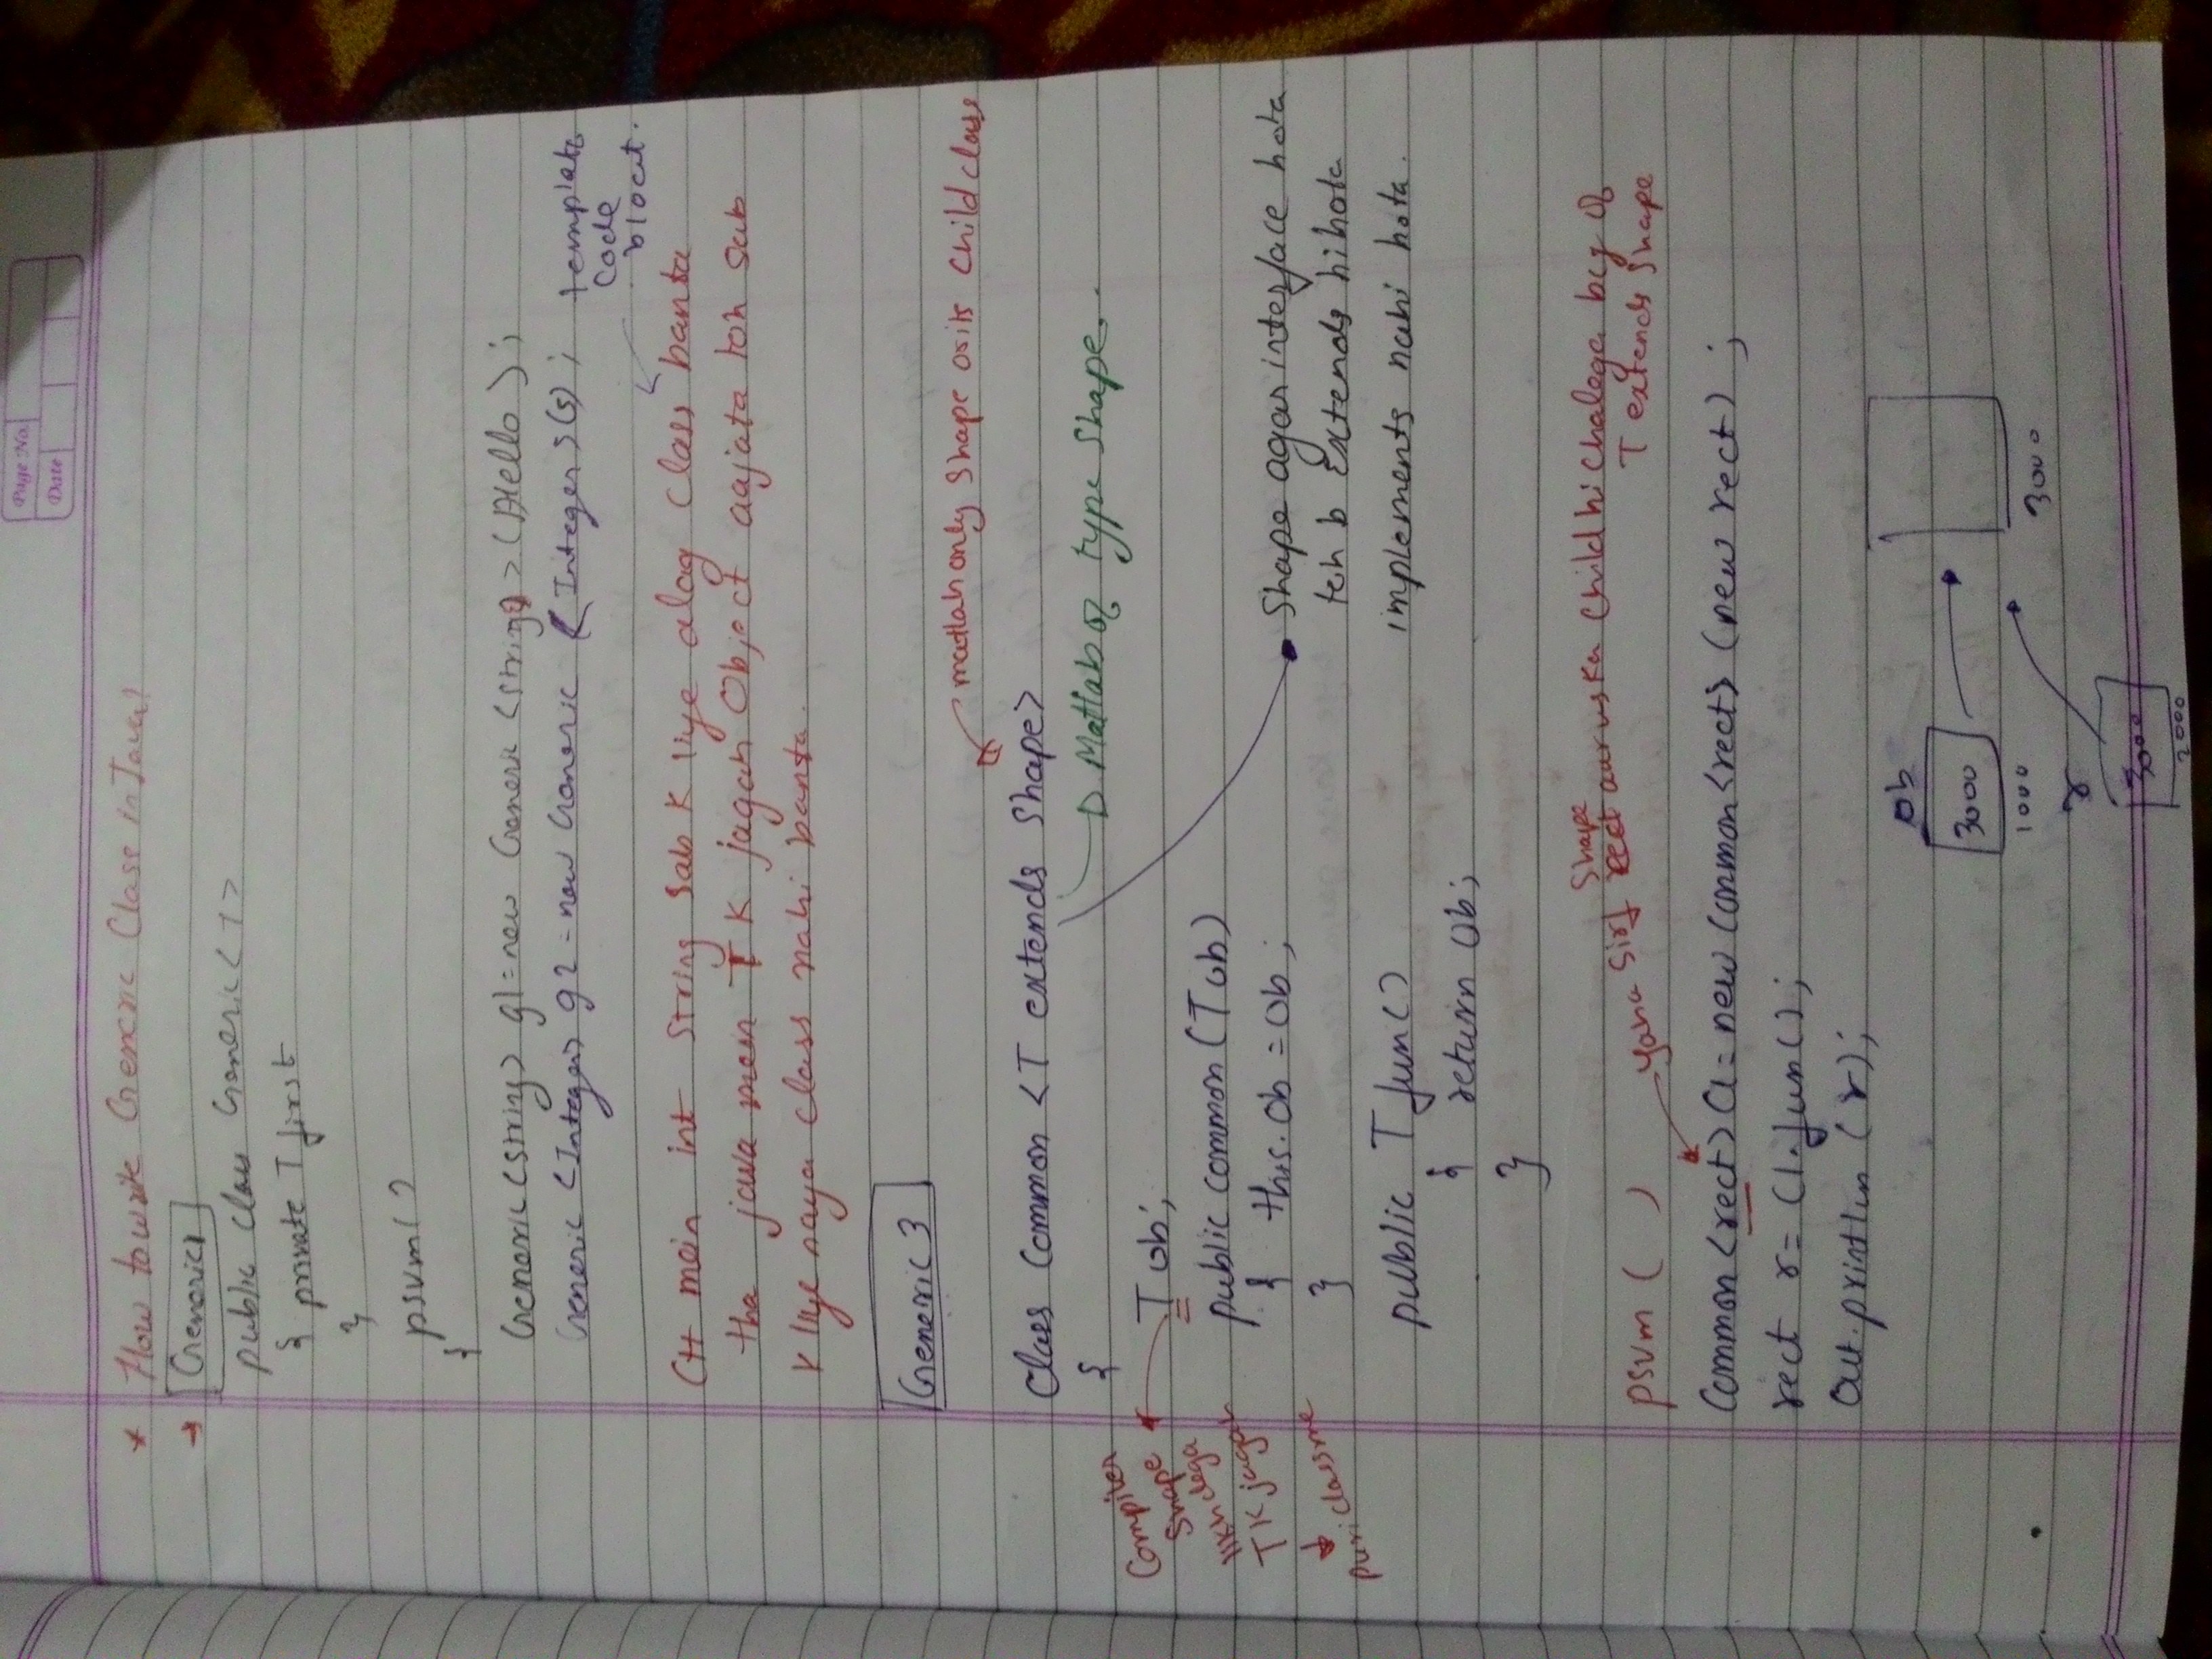 Page No.
Date
* How to write Generic Class in Java?
→ Generic1
public class Generic<T>
{ private T first
}
psvm( )
{
Generic<String> g1 = new Generic <String> (Hello);
Generic <Integer> g2 = new Generic <Integer>(5);
template
code
bloat.
C++ mein int String sab k liye alag class banta
tha java mein T K jagah Object aajata toh sab
k liye naya class nahi banta.
Generic 3
matlab only Shape or its child class
class Common <T extends Shape>
{
Matlab of type Shape.
Compiler
Shape
likh dega
T K jagah
puri class me
T ob;
public common (T ob)
{ this.ob = ob;
}
Shape agar interface hota
toh b extends hi hota
implements nahi hota.
public T fun()
{ return ob;
}
Shape
yaha sirf rect aur uska child hi chalega bcz of
T extends Shape
psvm ( )
Common <rect> C1 = new Common<rect> (new rect) ;
rect r = C1.fun();
out.println (r);
ob
3000
1000
3000
r
3000
2000